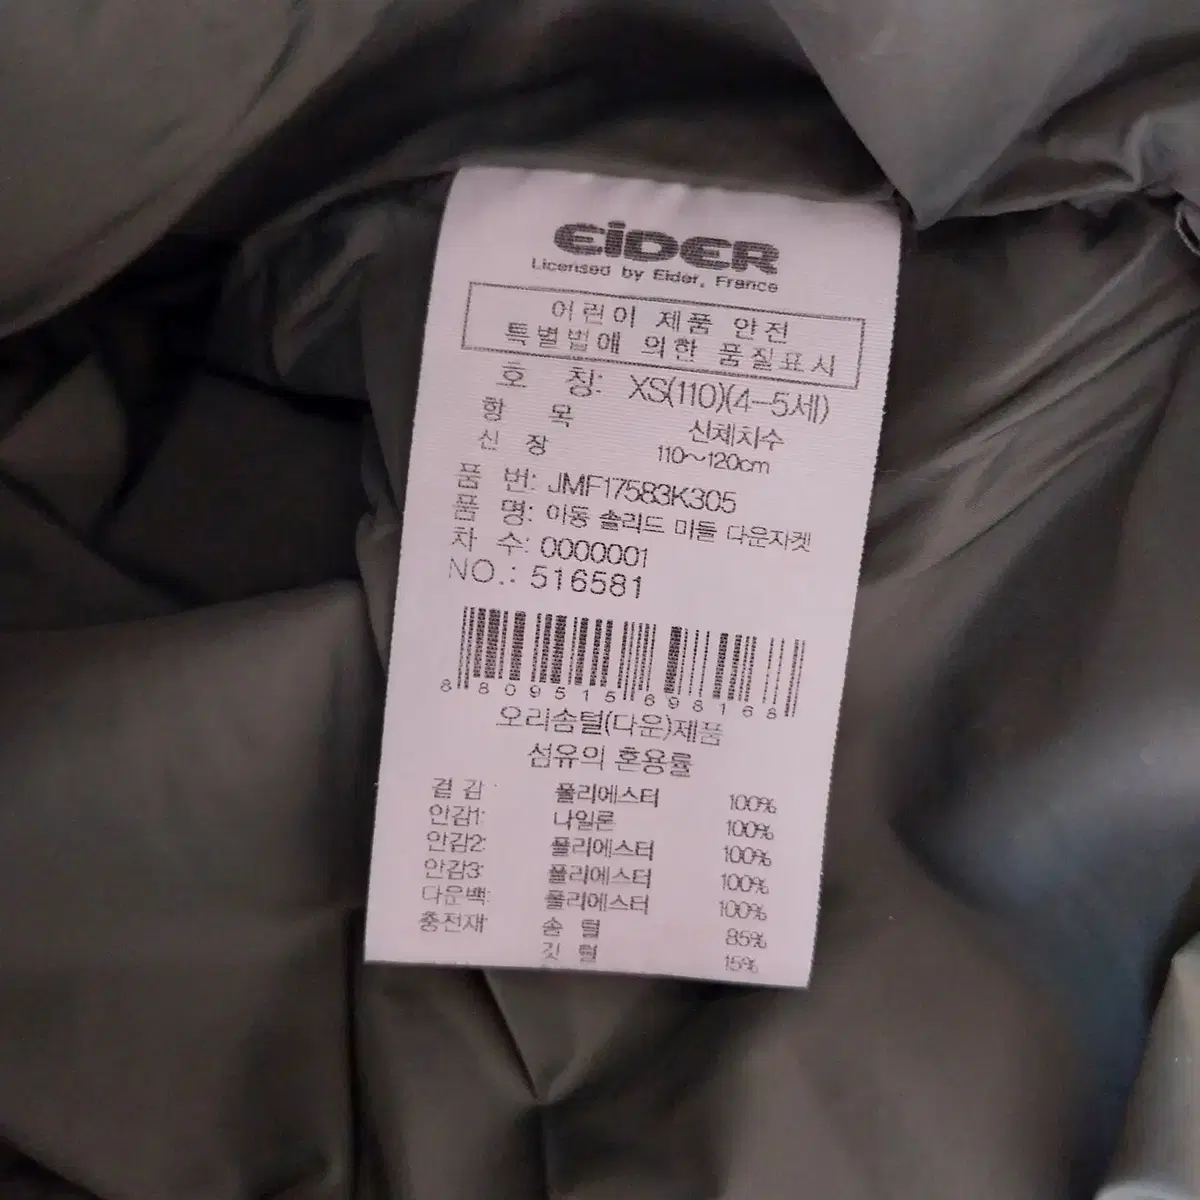 EiDER
Licensed by Eider, France
어린이 제품 안전
특별법에 의한 품질표시
호 칭: XS(110)(4-5세)
항 목 신체치수
신 장 110~120cm
품 번: JMF17583K305
품 명: 아동 솔리드 미들 다운자켓
차 수: 0000001
NO.: 516581
8 809515 698168
오리솜털(다운)제품
섬유의 혼용률
겉감: 폴리에스터 100%
안감1: 나일론 100%
안감2: 폴리에스터 100%
안감3: 폴리에스터 100%
다운백: 폴리에스터 100%
충전재: 솜 털 85%
깃 털 15%